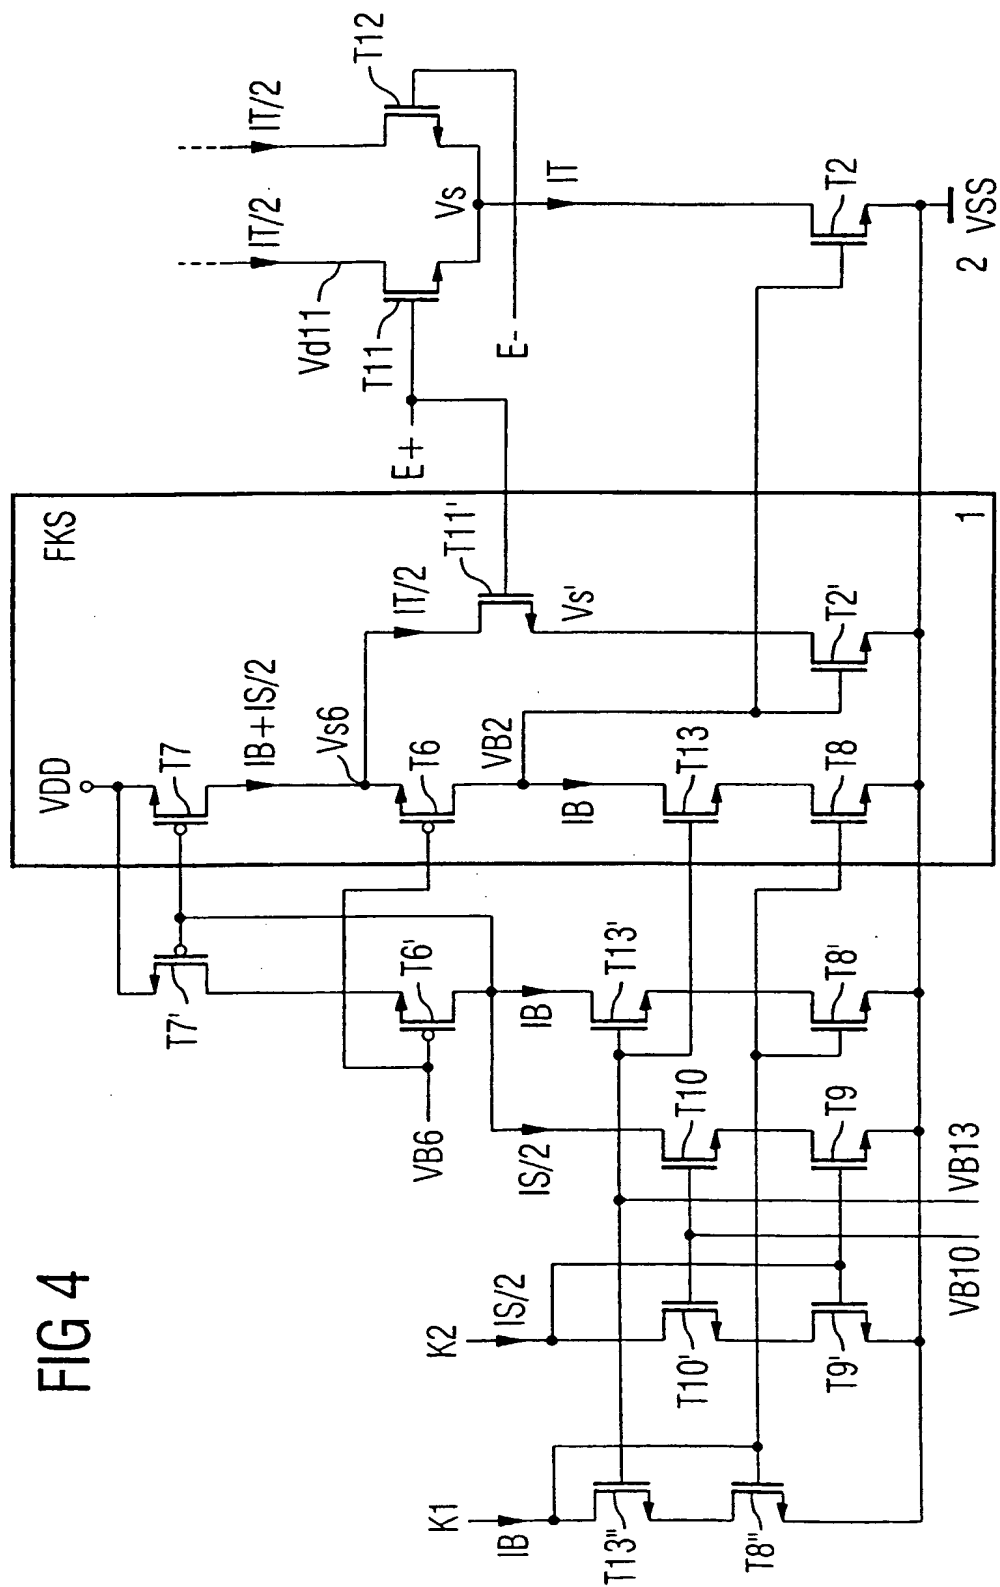 FIG 4
FKS
1
VDD
T7
IB+IS/2
Vs6
T6
VB2
IB
T13
T8
IT/2
T11'
Vs'
T2'
T7'
T6'
VB6
IB
T13'
T8'
IS/2
T10
T9
VB13
VB10
K2
IS/2
T10'
T9'
K1
IB
T13"
T8"
E+
E-
IT/2
Vd11
T11
IT/2
T12
Vs
IT
T2
2
VSS